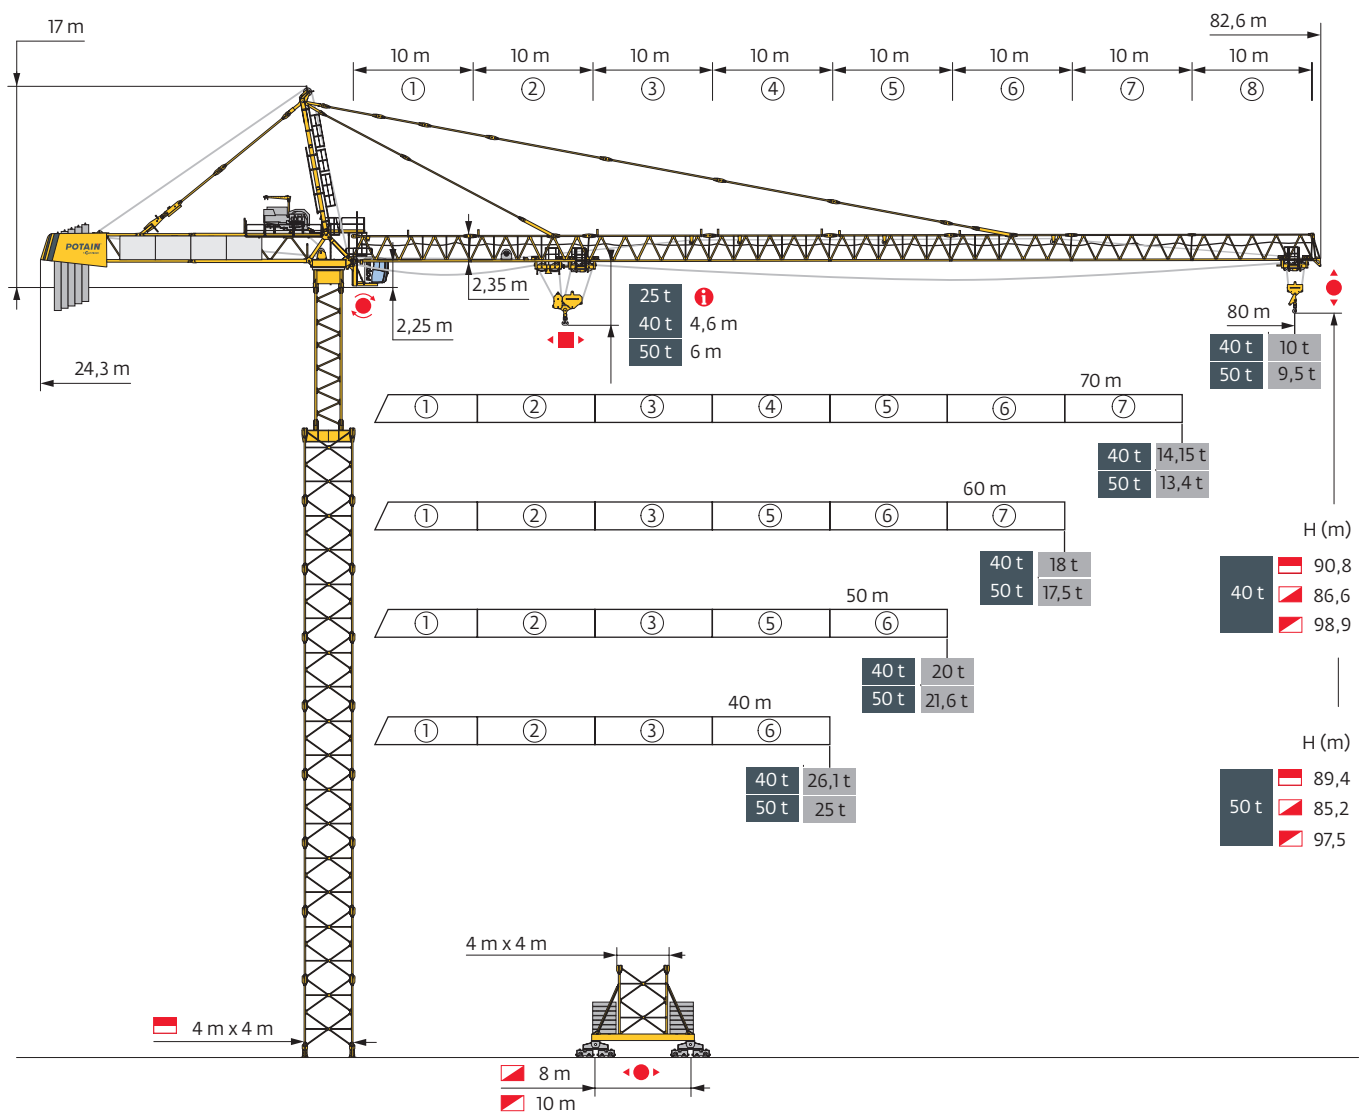 17 m
82,6 m
10 m 10 m 10 m 10 m 10 m 10 m 10 m 10 m
① ② ③ ④ ⑤ ⑥ ⑦ ⑧
POTAIN
2,35 m
2,25 m
24,3 m
25 t
40 t 4,6 m
50 t 6 m
80 m
40 t 10 t
50 t 9,5 t
70 m
① ② ③ ④ ⑤ ⑥ ⑦
40 t 14,15 t
50 t 13,4 t
60 m
① ② ③ ⑤ ⑥ ⑦
40 t 18 t
50 t 17,5 t
50 m
① ② ③ ⑤ ⑥
40 t 20 t
50 t 21,6 t
40 m
① ② ③ ⑥
40 t 26,1 t
50 t 25 t
H (m)
40 t
90,8
86,6
98,9
H (m)
50 t
89,4
85,2
97,5
4 m x 4 m
4 m x 4 m
8 m
10 m